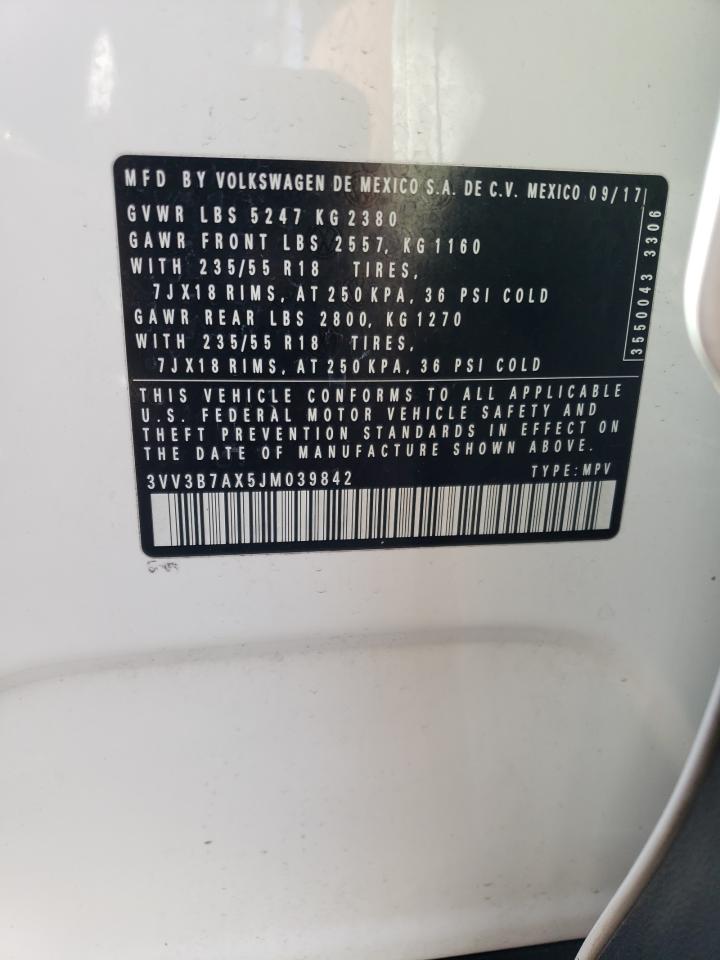 MFD BY VOLKSWAGEN DE MEXICO S.A. DE C.V. MEXICO 09/17
GVWR LBS 5247 KG 2380
GAWR FRONT LBS 2557, KG 1160
WITH 235/55 R18 TIRES,
7JX18 RIMS, AT 250 KPA, 36 PSI COLD
GAWR REAR LBS 2800, KG 1270
WITH 235/55 R18 TIRES,
7JX18 RIMS, AT 250 KPA, 36 PSI COLD
3550043 3306
THIS VEHICLE CONFORMS TO ALL APPLICABLE
U.S. FEDERAL MOTOR VEHICLE SAFETY AND
THEFT PREVENTION STANDARDS IN EFFECT ON
THE DATE OF MANUFACTURE SHOWN ABOVE.
3VV3B7AX5JM039842 TYPE: MPV